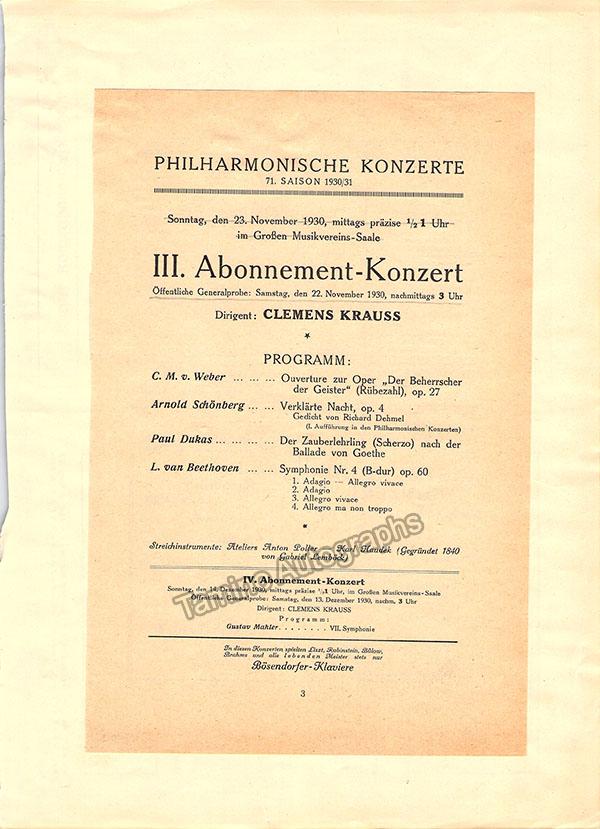 PHILHARMONISCHE KONZERTE
71. SAISON 1930/31
Sonntag, den 23. November 1930, mittags präzise ½1 Uhr
im Großen Musikvereins-Saale
III. Abonnement-Konzert
Öffentliche Generalprobe: Samstag, den 22. November 1930, nachmittags 3 Uhr
Dirigent: CLEMENS KRAUSS
*
PROGRAMM:
C. M. v. Weber ... ... ... Ouverture zur Oper „Der Beherrscher
der Geister“ (Rübezahl), op. 27
Arnold Schönberg ... ... Verklärte Nacht, op. 4
Gedicht von Richard Dehmel
(I. Aufführung in den Philharmonischen Konzerten)
Paul Dukas ... ... ... ... Der Zauberlehrling (Scherzo) nach der
Ballade von Goethe
L. van Beethoven ... ... Symphonie Nr. 4 (B-dur) op. 60
1. Adagio — Allegro vivace
2. Adagio
3. Allegro vivace
4. Allegro ma non troppo
*
Streichinstrumente: Ateliers Anton Poller — Karl Haudek (Gegründet 1840
von Gabriel Lemböck)
Tamino Autographs
IV. Abonnement-Konzert
Sonntag, den 14. Dezember 1930, mittags präzise ½1 Uhr, im Großen Musikvereins-Saale
Öffentliche Generalprobe: Samstag, den 13. Dezember 1930, nachm. 3 Uhr
Dirigent: CLEMENS KRAUSS
Programm:
Gustav Mahler . . . . . . . . VII. Symphonie
In diesen Konzerten spielten Liszt, Rubinstein, Bülow,
Brahms und alle lebenden Meister stets nur
Bösendorfer-Klaviere
3